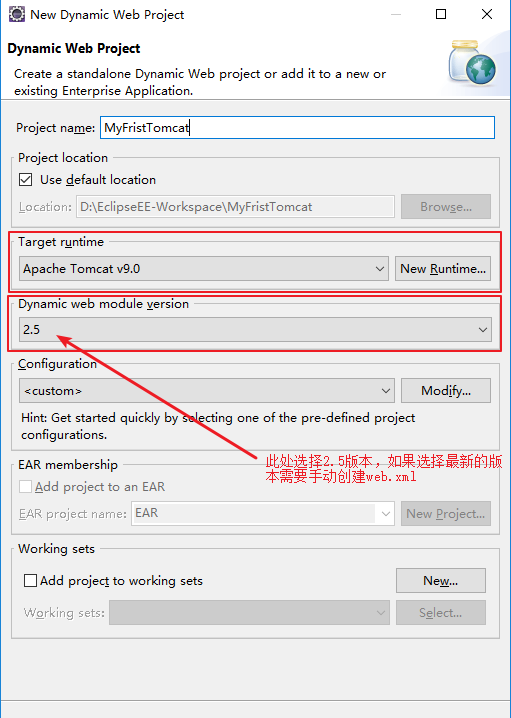 New Dynamic Web Project
Dynamic Web Project
Create a standalone Dynamic Web project or add it to a new or
existing Enterprise Application.
Project name: MyFristTomcat
Project location
Use default location
Location: D:\EclipseEE-Workspace\MyFristTomcat Browse...
Target runtime
Apache Tomcat v9.0 New Runtime...
Dynamic web module version
2.5
Configuration
<custom> Modify...
Hint: Get started quickly by selecting one of the pre-defined project
configurations.
此处选择2.5版本，如果选择最新的版
本需要手动创建web.xml
EAR membership
Add project to an EAR
EAR project name: EAR New Project...
Working sets
Add project to working sets New...
Working sets: Select...